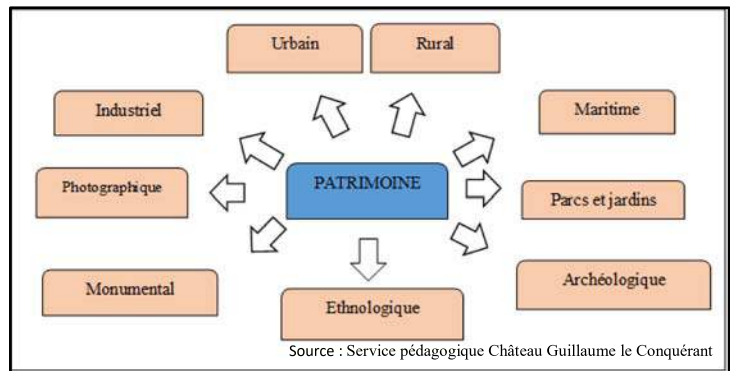 Urbain
Rural
Industriel
Maritime
Photographique
PATRIMOINE
Parcs et jardins
Monumental
Ethnologique
Archéologique
Source : Service pédagogique Château Guillaume le Conquérant